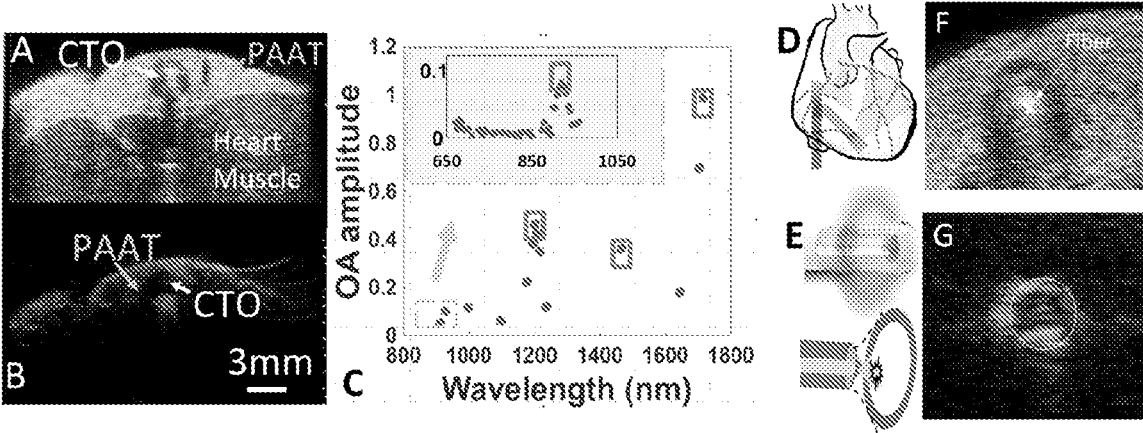 A
CTO
PAAT
Heart
Muscle
PAAT
CTO
B
3mm
C
OA amplitude
1.2
1
0.8
0.6
0.4
0.2
0
0.1
0
650
850
1050
800
1000
1200
1400
1600
1800
Wavelength (nm)
D
E
F
Fiber
G